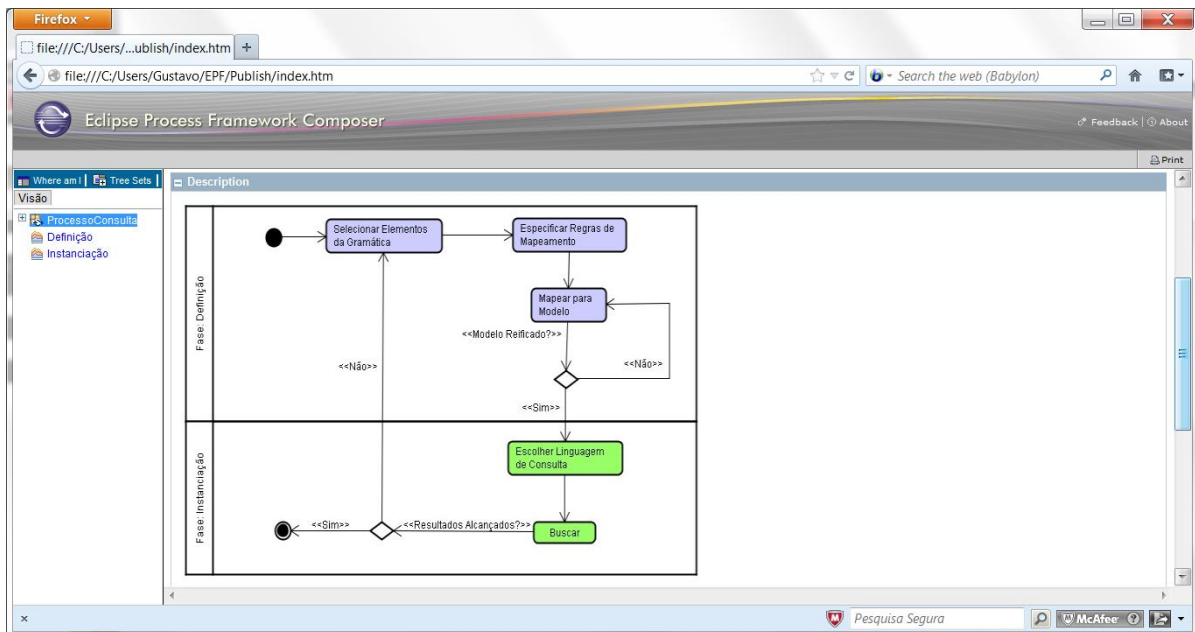 Firefox
file:///C:/Users/...ublish/index.htm +
file:///C:/Users/Gustavo/EPF/Publish/index.htm
Search the web (Babylon)
Eclipse Process Framework Composer
Feedback | About
Print
Where am I
Tree Sets
Visão
ProcessoConsulta
Definição
Instanciação
Description
Fase: Definição
Selecionar Elementos
da Gramática
Especificar Regras de
Mapeamento
Mapear para
Modelo
<<Modelo Reificado?>>
<<Não>>
<<Não>>
<<Sim>>
Fase: Instanciação
Escolher Linguagem
de Consulta
<<Sim>>
<<Resultados Alcançados?>>
Buscar
Pesquisa Segura
McAfee